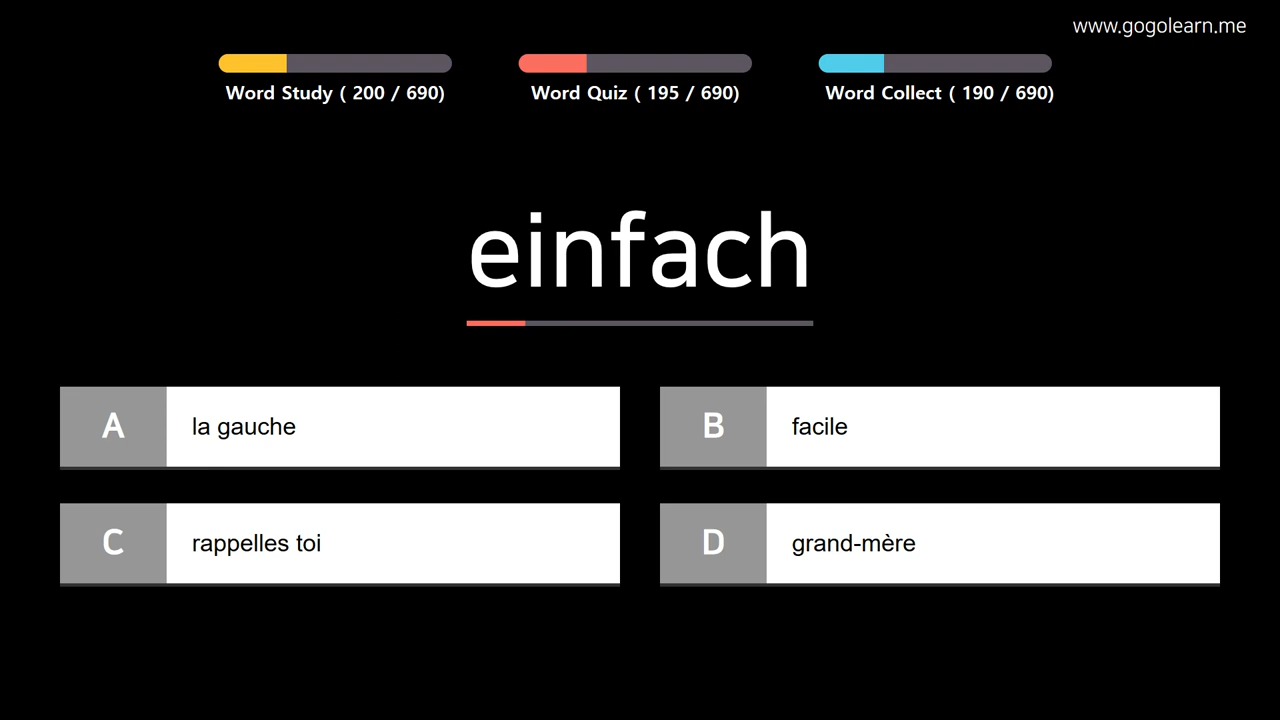 www.gogolearn.me
Word Study ( 200 / 690)
Word Quiz ( 195 / 690)
Word Collect ( 190 / 690)
einfach
A
la gauche
B
facile
C
rappelles toi
D
grand-mère